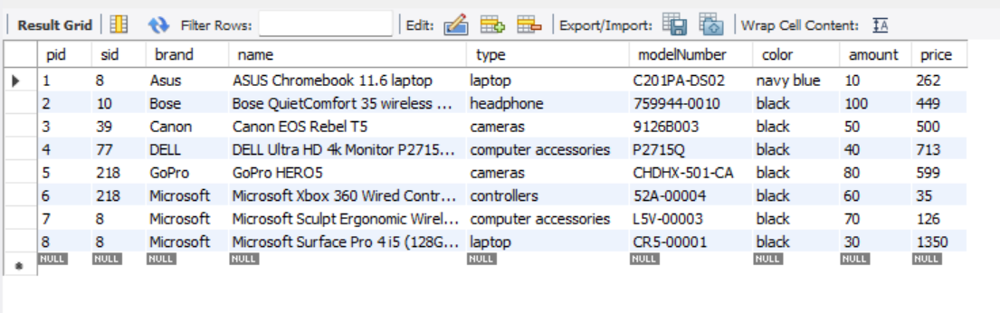 Result Grid Filter Rows: Edit: Export/Import: Wrap Cell Content: IA
pid sid brand name type modelNumber color amount price
1 8 Asus ASUS Chromebook 11.6 laptop laptop C201PA-DS02 navy blue 10 262
2 10 Bose Bose QuietComfort 35 wireless ... headphone 759944-0010 black 100 449
3 39 Canon Canon EOS Rebel T5 cameras 9126B003 black 50 500
4 77 DELL DELL Ultra HD 4k Monitor P2715... computer accessories P2715Q black 40 713
5 218 GoPro GoPro HERO5 cameras CHDHX-501-CA black 80 599
6 218 Microsoft Microsoft Xbox 360 Wired Contr... controllers 52A-00004 black 60 35
7 8 Microsoft Microsoft Sculpt Ergonomic Wirel... computer accessories L5V-00003 black 70 126
8 8 Microsoft Microsoft Surface Pro 4 i5 (128G... laptop CR5-00001 black 30 1350
NULL NULL NULL NULL NULL NULL NULL NULL NULL